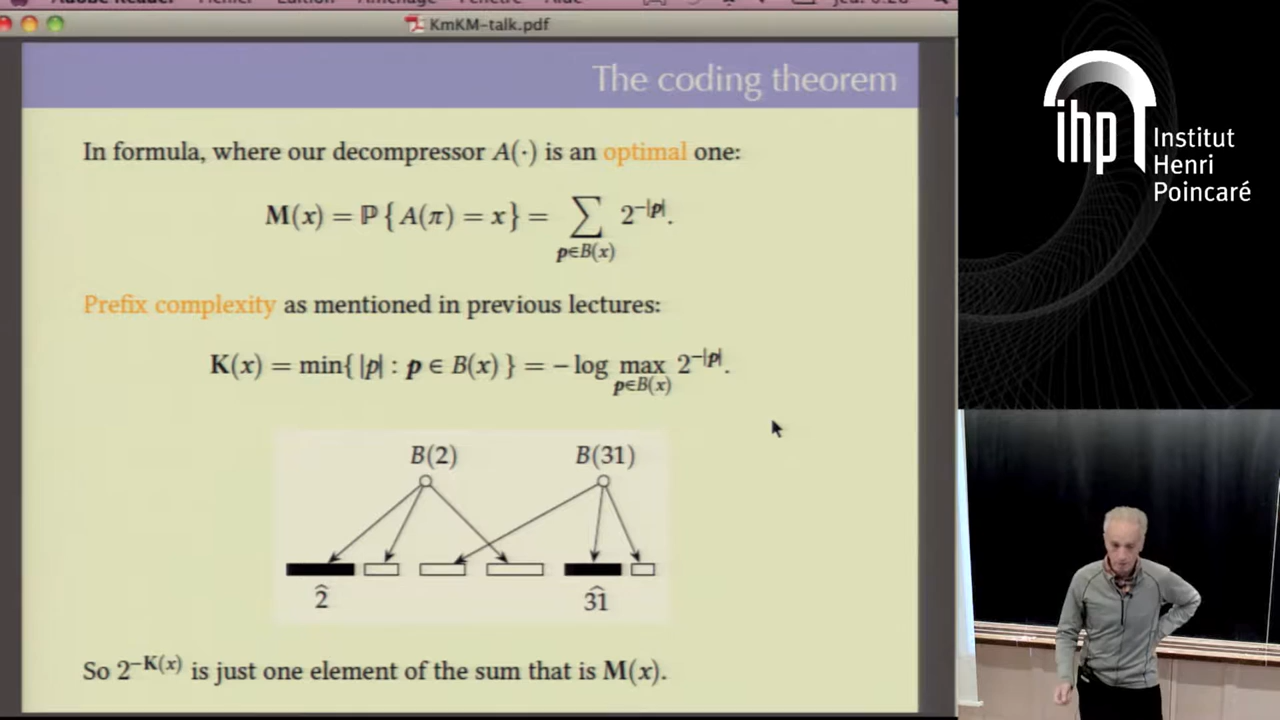 KmKM-talk.pdf
The coding theorem
In formula, where our decompressor A(·) is an optimal one:
M(x) = ℙ { A(π) = x } = ∑ 2^{-|p|}.
p∈B(x)
Prefix complexity as mentioned in previous lectures:
K(x) = min{ |p| : p ∈ B(x) } = − log max 2^{-|p|}.
p∈B(x)
B(2) B(31)
2̂ 31̂
So 2^{-K(x)} is just one element of the sum that is M(x).
ihp Institut
Henri
Poincaré